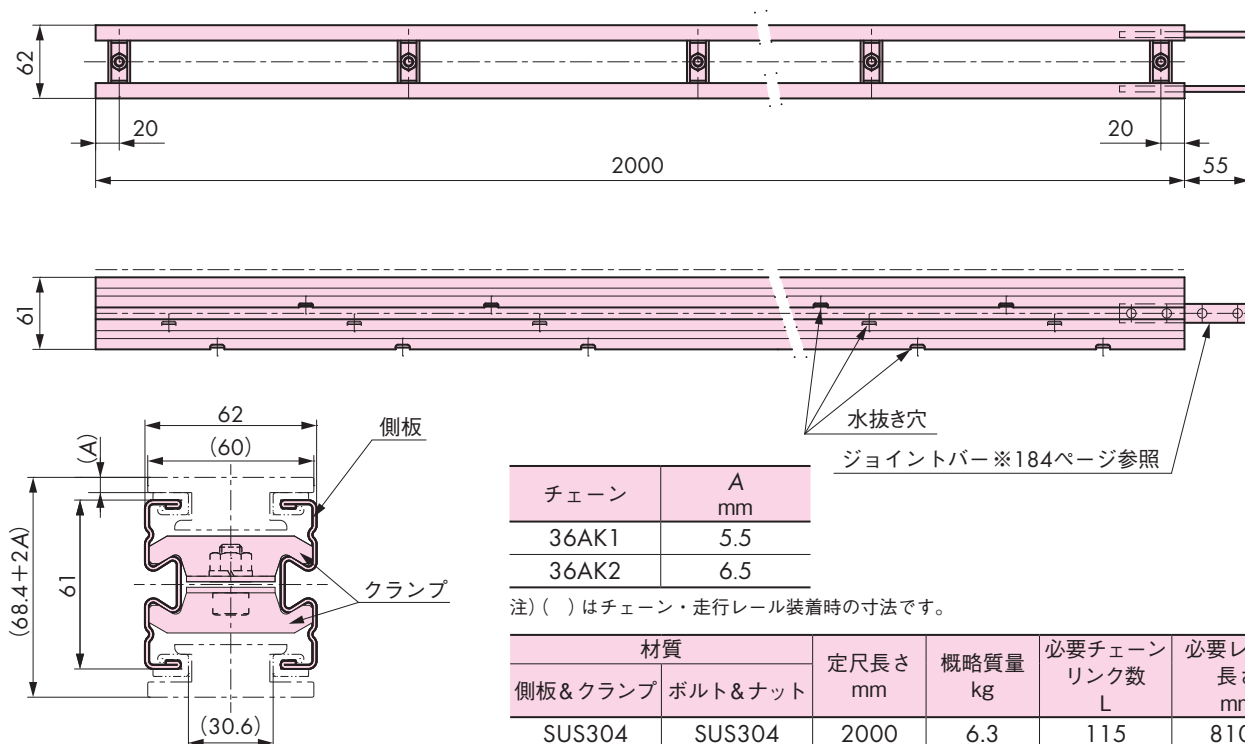 62
20
20
2000
55
61
水抜き穴
ジョイントバー※184ページ参照
62
(60)
(A)
側板
61
(68.4+2A)
クランプ
(30.6)
チェーン A mm
36AK1 5.5
36AK2 6.5
注)( )はチェーン・走行レール装着時の寸法です。
材質 定尺長さ mm 概略質量 kg 必要チェーン リンク数 L
側板&クランプ ボルト&ナット
SUS304 SUS304 2000 6.3 115